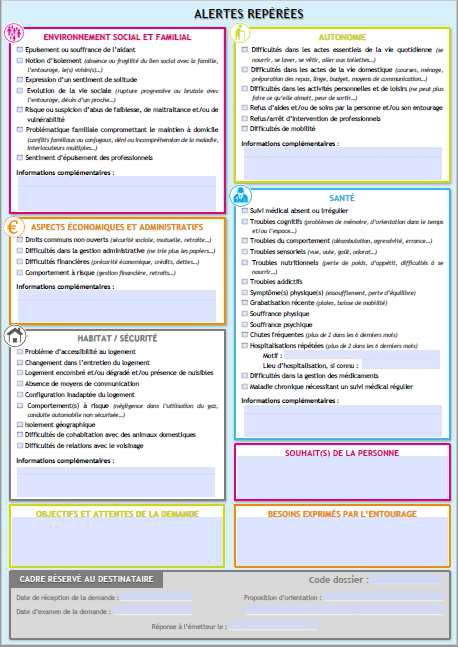 ALERTES REPÉRÉES
ENVIRONNEMENT SOCIAL ET FAMILIAL
Epuisement ou souffrance de l'aidant
Notion d'isolement (absence ou fragilité du lien social avec la famille,
l'entourage, le(s) voisin(s)…)
Expression d'un sentiment de solitude
Evolution de la vie sociale (rupture progressive ou brutale avec
l'entourage, décès d'un proche…)
Risque ou suspicion d'abus de faiblesse, de maltraitance et/ou de
vulnérabilité
Problématique familiale compromettant le maintien à domicile
(conflits familiaux ou conjugaux, déni ou incompréhension de la maladie,
interlocuteurs multiples…)
Sentiment d'épuisement des professionnels
Informations complémentaires :
ASPECTS ÉCONOMIQUES ET ADMINISTRATIFS
Droits communs non ouverts (sécurité sociale, mutuelle, retraite…)
Difficultés dans la gestion administrative (ne trie plus les papiers…)
Difficultés financières (précarité économique, crédits, dettes…)
Comportement à risque (gestion financière, retraits…)
Informations complémentaires :
HABITAT / SÉCURITÉ
Problème d'accessibilité au logement
Changement dans l'entretien du logement
Logement encombré et/ou dégradé et/ou présence de nuisibles
Absence de moyens de communication
Configuration inadaptée du logement
Comportement(s) à risque (négligence dans l'utilisation du gaz,
conduite automobile non sécurisée…)
Isolement géographique
Difficultés de cohabitation avec des animaux domestiques
Difficultés de relations avec le voisinage
Informations complémentaires :
AUTONOMIE
Difficultés dans les actes essentiels de la vie quotidienne (se
nourrir, se laver, se vêtir, aller aux toilettes…)
Difficultés dans les actes de la vie domestique (courses, ménage,
préparation des repas, linge, budget, moyens de communication…)
Difficultés dans les activités personnelles et de loisirs (ne peut plus
faire ce qu'elle aimait, peur de sortir…)
Refus d'aides et/ou de soins par la personne et/ou son entourage
Refus/arrêt d'intervention de professionnels
Difficultés de mobilité
Informations complémentaires :
SANTÉ
Suivi médical absent ou irrégulier
Troubles cognitifs (problèmes de mémoire, d'orientation dans le temps
et/ou l'espace…)
Troubles du comportement (déambulation, agressivité, errance…)
Troubles sensoriels (vue, ouïe, goût, odorat…)
Troubles nutritionnels (perte de poids, d'appétit, difficultés à se
nourrir…)
Troubles addictifs
Symptôme(s) physique(s) (essoufflement, perte d'équilibre)
Grabatisation récente (plaies, baisse de mobilité)
Souffrance physique
Souffrance psychique
Chutes fréquentes (plus de 2 dans les 6 derniers mois)
Hospitalisations répétées (plus de 2 dans les 6 derniers mois)
Motif :
Lieu d'hospitalisation, si connu :
Difficultés dans la gestion des médicaments
Maladie chronique nécessitant un suivi médical régulier
Informations complémentaires :
SOUHAIT(S) DE LA PERSONNE
OBJECTIFS ET ATTENTES DE LA DEMANDE
BESOINS EXPRIMÉS PAR L'ENTOURAGE
CADRE RÉSERVÉ AU DESTINATAIRE
Code dossier :
Date de réception de la demande :
Proposition d'orientation :
Date d'examen de la demande :
Réponse à l'émetteur le :